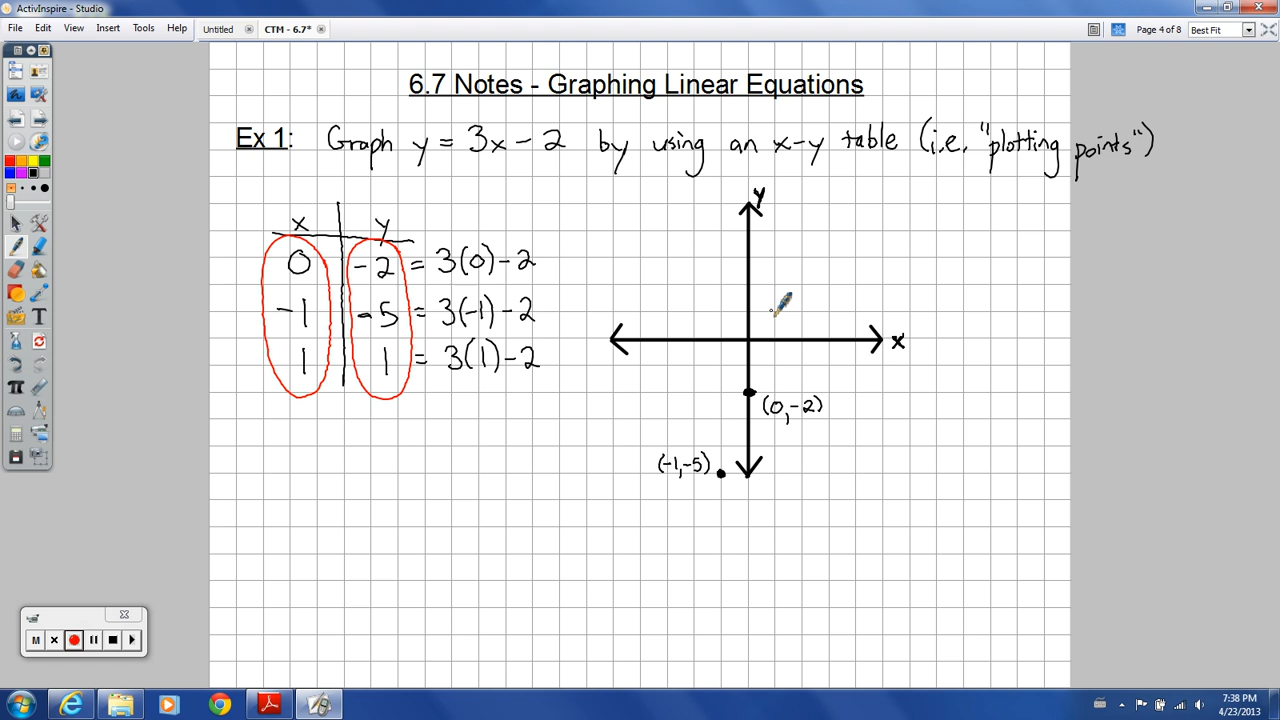 ActivInspire - Studio
File Edit View Insert Tools Help
Untitled
CTM - 6.7*
Page 4 of 8
Best Fit
6.7 Notes - Graphing Linear Equations
Ex 1: Graph y = 3x - 2 by using an x-y table (i.e. "plotting points")
x y
0 -2 = 3(0) - 2
-1 -5 = 3(-1) - 2
1 1 = 3(1) - 2
y
x
(0,-2)
(-1,-5)
M
7:38 PM
4/23/2013